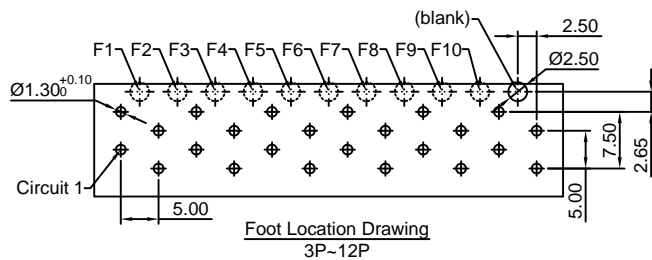 (blank)
2.50
F1 F2 F3 F4 F5 F6 F7 F8 F9 F10
Ø2.50
Ø1.30 +0.10 0
7.50
2.65
5.00
Circuit 1
5.00
Foot Location Drawing
3P~12P